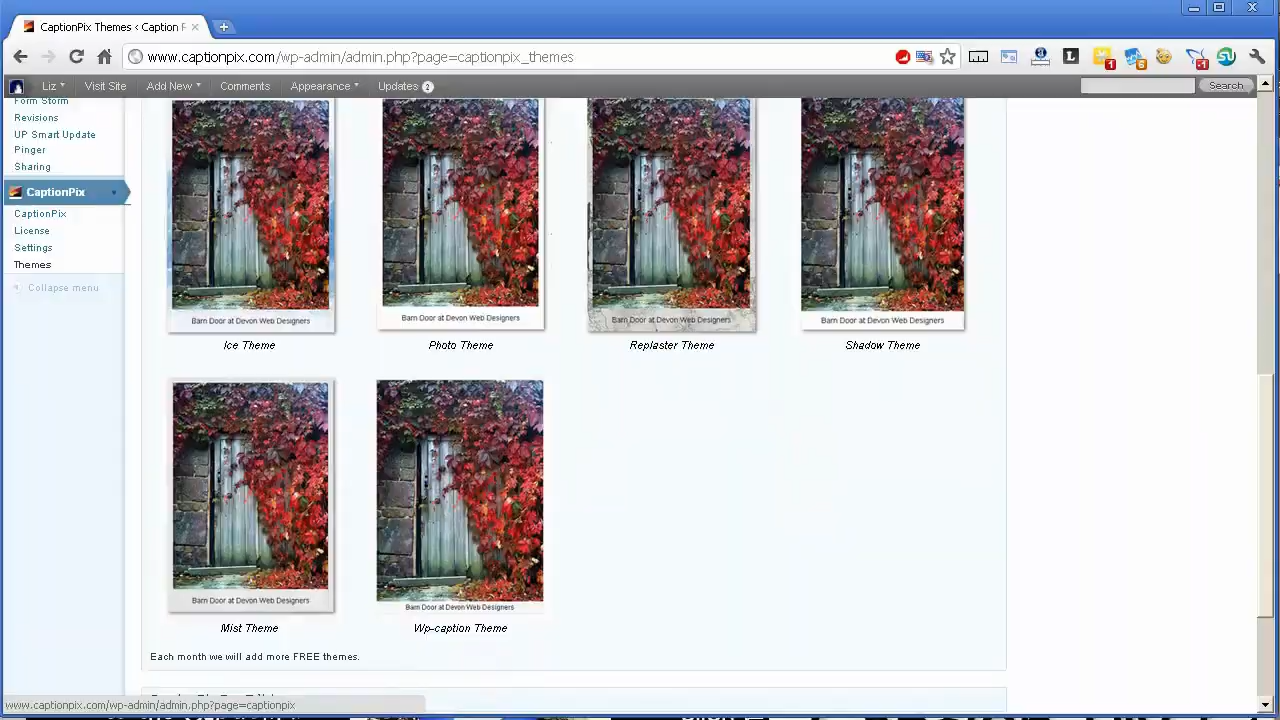 CaptionPix Themes ‹ Caption P
www.captionpix.com/wp-admin/admin.php?page=captionpix_themes
1
6
-1
Liz
Visit Site
Add New
Comments
Appearance
Updates 2
Search
Form Storm
Revisions
UP Smart Update
Pinger
Sharing
CaptionPix
CaptionPix
License
Settings
Themes
Collapse menu
Barn Door at Devon Web Designers
Barn Door at Devon Web Designers
Barn Door at Devon Web Designers
Barn Door at Devon Web Designers
Ice Theme
Photo Theme
Replaster Theme
Shadow Theme
Barn Door at Devon Web Designers
Barn Door at Devon Web Designers
Mist Theme
Wp-caption Theme
Each month we will add more FREE themes.
www.captionpix.com/wp-admin/admin.php?page=captionpix